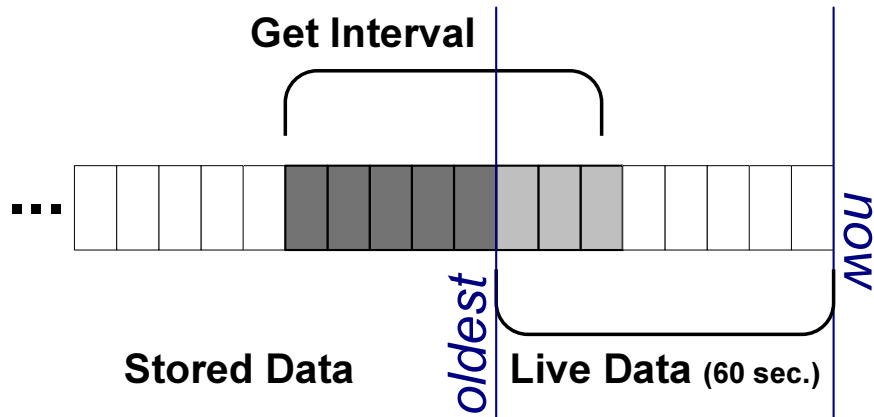 Get Interval
...
now
oldest
Stored Data
Live Data (60 sec.)